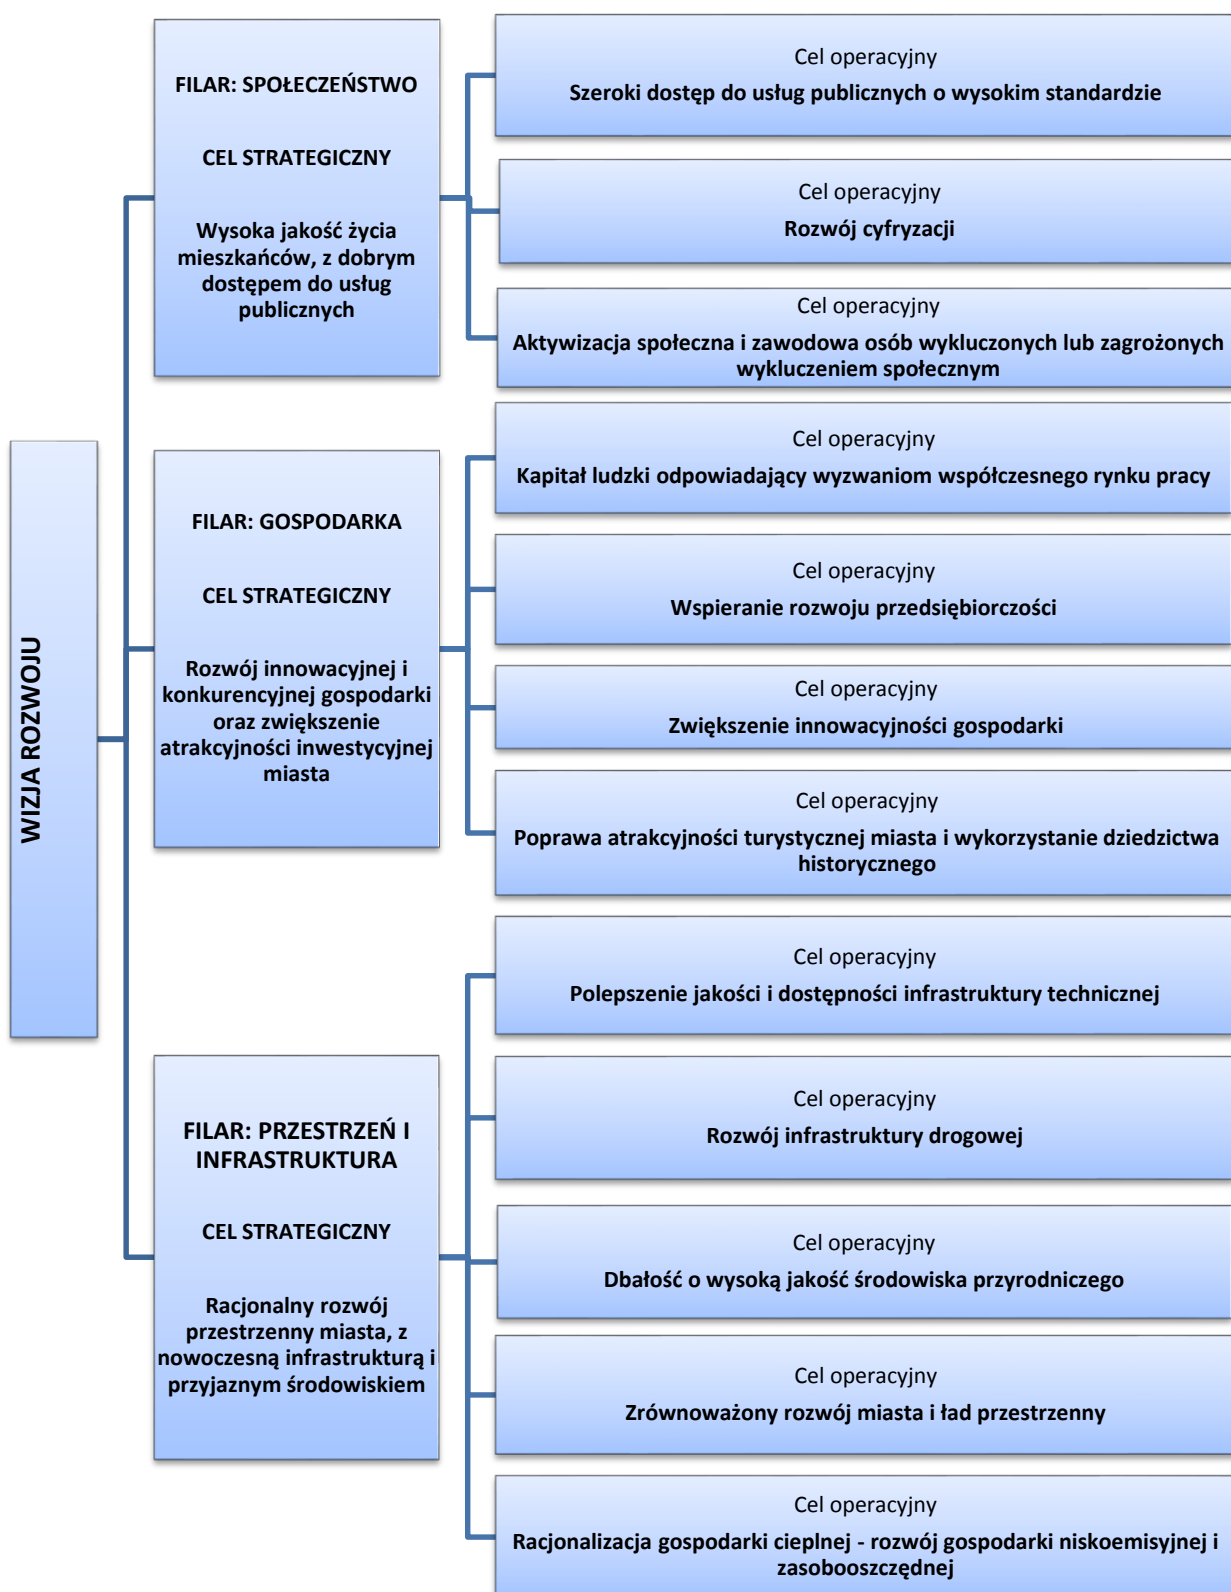 WIZJA ROZWOJU
FILAR: SPOŁECZEŃSTWO
CEL STRATEGICZNY
Wysoka jakość życia
mieszkańców, z dobrym
dostępem do usług
publicznych
Cel operacyjny
Szeroki dostęp do usług publicznych o wysokim standardzie
Cel operacyjny
Rozwój cyfryzacji
Cel operacyjny
Aktywizacja społeczna i zawodowa osób wykluczonych lub zagrożonych
wykluczeniem społecznym
FILAR: GOSPODARKA
CEL STRATEGICZNY
Rozwój innowacyjnej i
konkurencyjnej gospodarki
oraz zwiększenie
atrakcyjności inwestycyjnej
miasta
Cel operacyjny
Kapitał ludzki odpowiadający wyzwaniom współczesnego rynku pracy
Cel operacyjny
Wspieranie rozwoju przedsiębiorczości
Cel operacyjny
Zwiększenie innowacyjności gospodarki
Cel operacyjny
Poprawa atrakcyjności turystycznej miasta i wykorzystanie dziedzictwa
historycznego
FILAR: PRZESTRZEŃ I
INFRASTRUKTURA
CEL STRATEGICZNY
Racjonalny rozwój
przestrzenny miasta, z
nowoczesną infrastrukturą i
przyjaznym środowiskiem
Cel operacyjny
Polepszenie jakości i dostępności infrastruktury technicznej
Cel operacyjny
Rozwój infrastruktury drogowej
Cel operacyjny
Dbałość o wysoką jakość środowiska przyrodniczego
Cel operacyjny
Zrównoważony rozwój miasta i ład przestrzenny
Cel operacyjny
Racjonalizacja gospodarki cieplnej - rozwój gospodarki niskoemisyjnej i
zasobooszczędnej